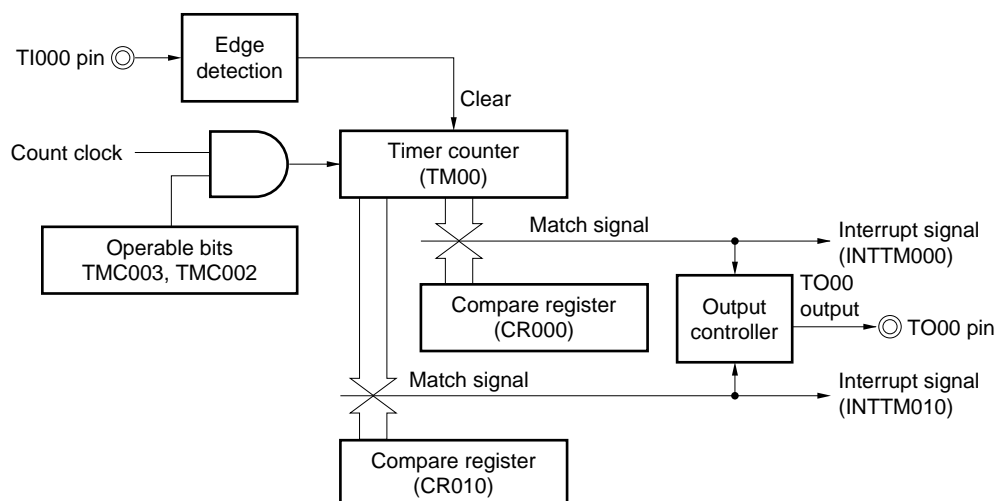 Edge
detection
TI000 pin
Clear
Timer counter
(TM00)
Count clock
Operable bits
TMC003, TMC002
Match signal
Interrupt signal
(INTTM000)
Compare register
(CR000)
Output
controller
TO00
output
TO00 pin
Match signal
Interrupt signal
(INTTM010)
Compare register
(CR010)